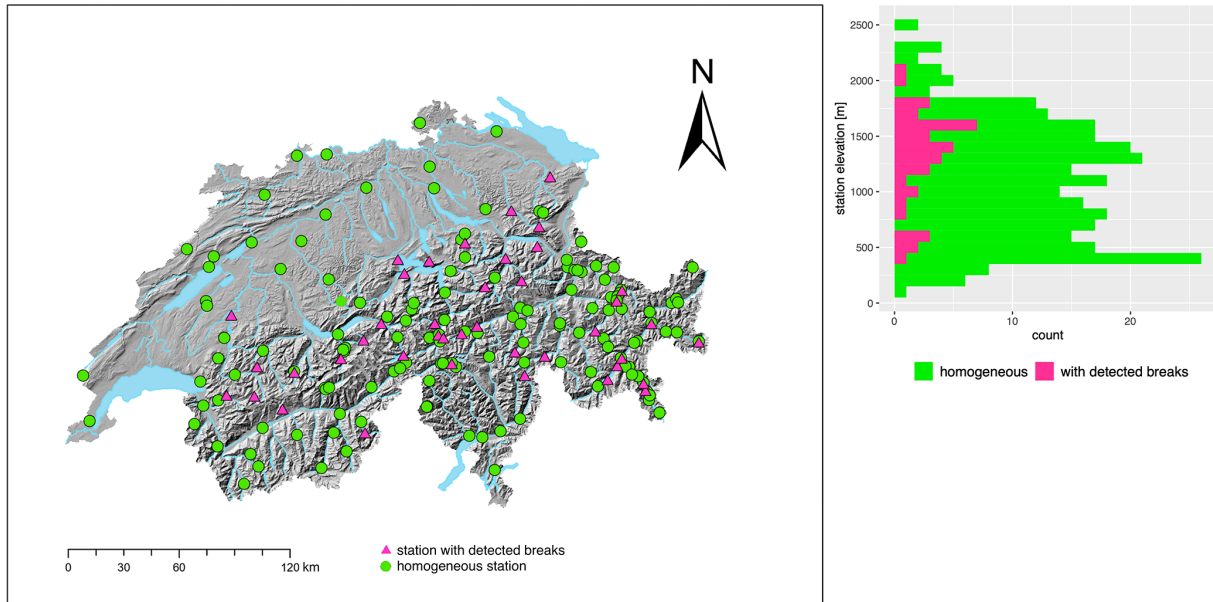 N
0 30 60 120 km
station with detected breaks
homogeneous station
2500
2000
1500
1000
500
0
station elevation [m]
0 10 20
count
homogeneous with detected breaks